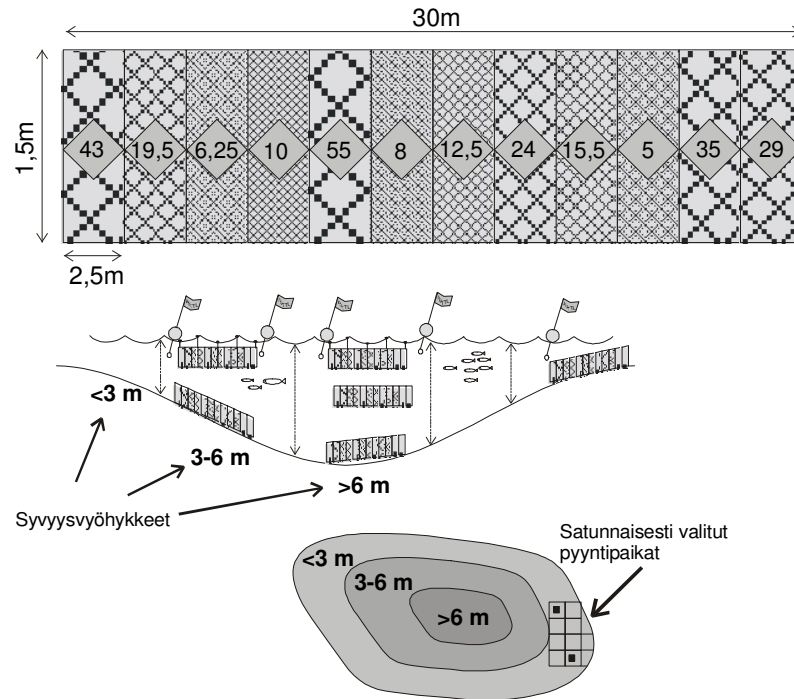 30m
1,5m
43 19,5 6,25 10 55 8 12,5 24 15,5 5 35 29
2,5m
<3 m
3-6 m
>6 m
Syvyysvyöhykkeet
Satunnaisesti valitut
pyyntipaikat
<3 m
3-6 m
>6 m